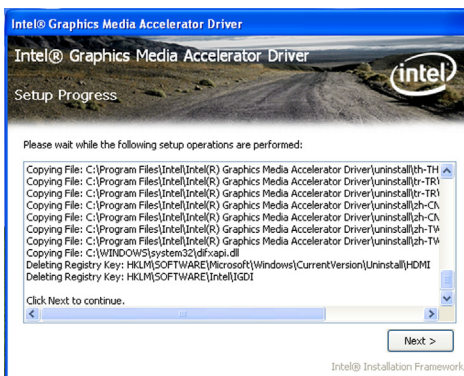 Intel® Graphics Media Accelerator Driver
Intel® Graphics Media Accelerator Driver
intel
Setup Progress
Please wait while the following setup operations are performed:
Copying File: C:\Program Files\Intel\Intel(R) Graphics Media Accelerator Driver\uninstall\th-TH
Copying File: C:\Program Files\Intel\Intel(R) Graphics Media Accelerator Driver\uninstall\tr-TR\
Copying File: C:\Program Files\Intel\Intel(R) Graphics Media Accelerator Driver\uninstall\tr-TR\
Copying File: C:\Program Files\Intel\Intel(R) Graphics Media Accelerator Driver\uninstall\zh-CN
Copying File: C:\Program Files\Intel\Intel(R) Graphics Media Accelerator Driver\uninstall\zh-CN
Copying File: C:\Program Files\Intel\Intel(R) Graphics Media Accelerator Driver\uninstall\zh-TW
Copying File: C:\Program Files\Intel\Intel(R) Graphics Media Accelerator Driver\uninstall\zh-TW
Copying File: C:\WINDOWS\system32\difxapi.dll
Deleting Registry Key: HKLM\SOFTWARE\Microsoft\Windows\CurrentVersion\Uninstall\HDMI
Deleting Registry Key: HKLM\SOFTWARE\Intel\IGDI
Click Next to continue.
Next >
Intel® Installation Framework